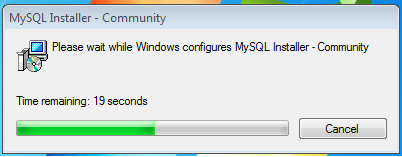 MySQL Installer - Community
Please wait while Windows configures MySQL Installer - Community
Time remaining: 19 seconds
Cancel